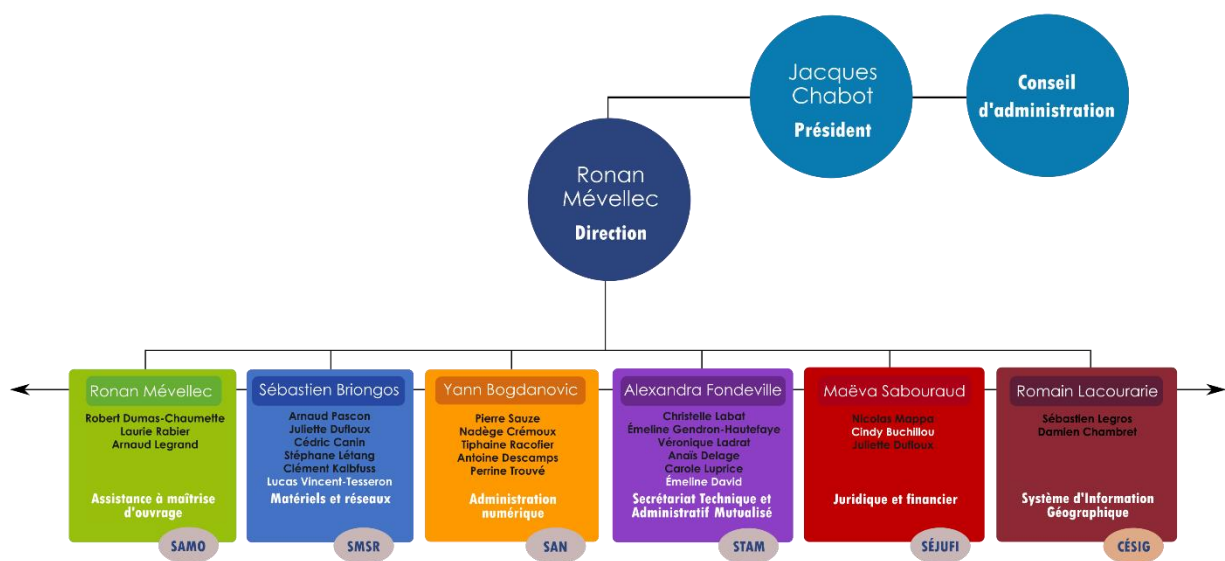 Jacques
Chabot
Président
Conseil
d'administration
Ronan
Mévellec
Direction
Ronan Mévellec
Robert Dumas-Chaumette
Laurie Rabier
Arnaud Legrand
Assistance à maîtrise
d'ouvrage
SAMO
Sébastien Briongos
Arnaud Pascon
Juliette Dufloux
Cédric Canin
Stéphane Létang
Clément Kalbfuss
Lucas Vincent-Tesseron
Matériels et réseaux
SMSR
Yann Bogdanovic
Pierre Sauze
Nadège Crémoux
Tiphaine Racofier
Antoine Descamps
Perrine Trouvé
Administration
numérique
SAN
Alexandra Fondeville
Christelle Labat
Émeline Gendron-Hautefaye
Véronique Ladrat
Anaïs Delage
Carole Luprice
Émeline David
Secrétariat Technique et
Administratif Mutualisé
STAM
Maëva Sabouraud
Nicolas Mappa
Cindy Buchillou
Juliette Dufloux
Juridique et financier
SÉJUFI
Romain Lacourarie
Sébastien Legros
Damien Chambret
Système d'Information
Géographique
CÉSIG